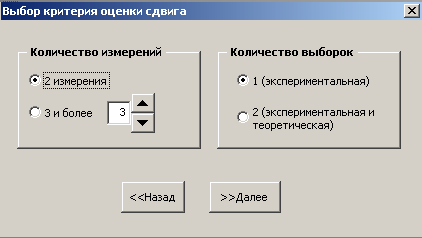 Выбор критерия оценки сдвига
Количество измерений
2 измерения
3 и более
3
Количество выборок
1 (экспериментальная)
2 (экспериментальная и
теоретическая)
<<Назад
>>Далее